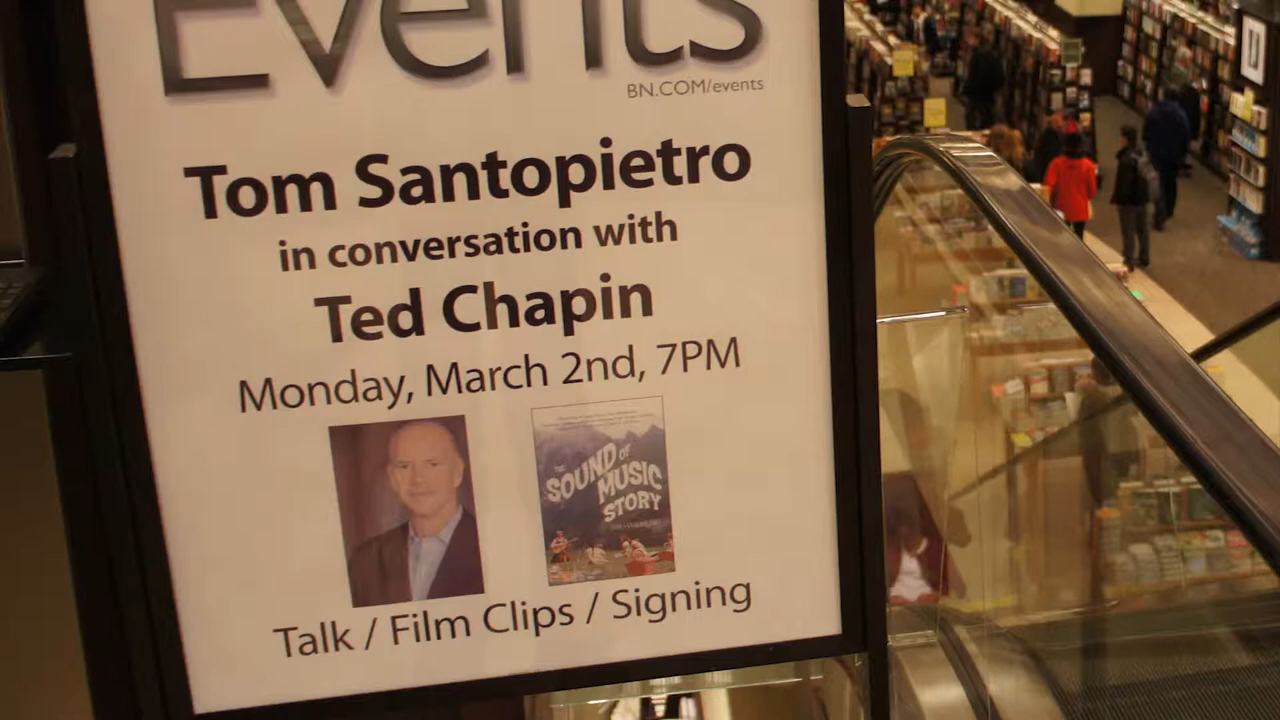 Events
BN.COM/events
Tom Santopietro
in conversation with
Ted Chapin
Monday, March 2nd, 7PM
THE
SOUND OF
MUSIC
STORY
Talk / Film Clips / Signing